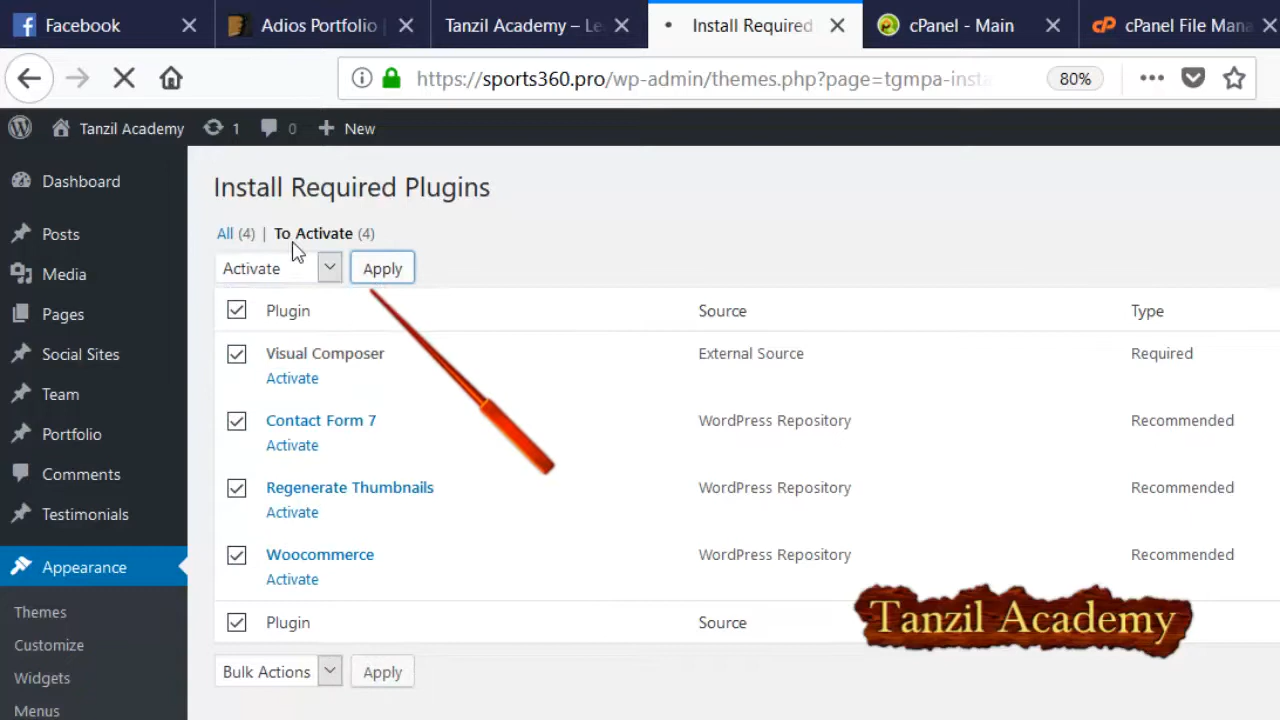 Facebook
Adios Portfolio
Tanzil Academy – Le
Install Required
cPanel - Main
cPanel File Mana
https://sports360.pro/wp-admin/themes.php?page=tgmpa-insta
80%
Tanzil Academy
1
0
New
Dashboard
Posts
Media
Pages
Social Sites
Team
Portfolio
Comments
Testimonials
Appearance
Themes
Customize
Widgets
Menus
Install Required Plugins
All (4) | To Activate (4)
Activate Apply
Plugin Source Type
Visual Composer External Source Required
Activate
Contact Form 7 WordPress Repository Recommended
Activate
Regenerate Thumbnails WordPress Repository Recommended
Activate
Woocommerce WordPress Repository Recommended
Activate
Plugin Source
Tanzil Academy
Bulk Actions Apply